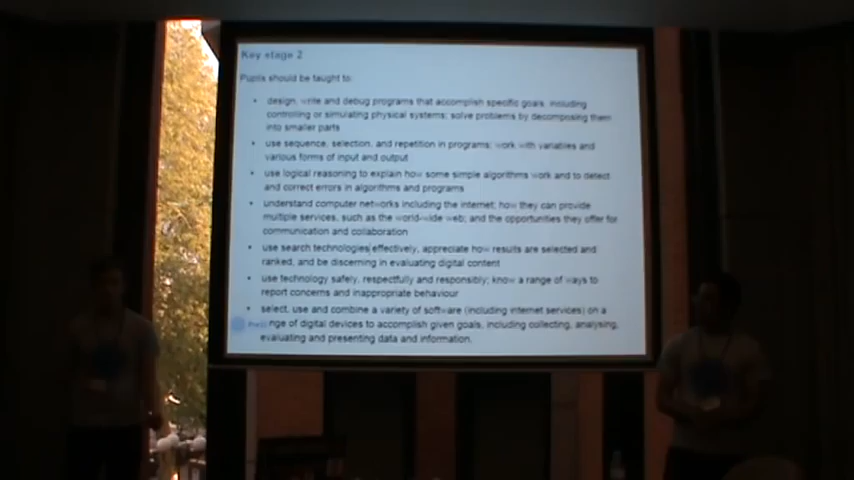 Key stage 2
Pupils should be taught to:
• design, write and debug programs that accomplish specific goals, including
controlling or simulating physical systems; solve problems by decomposing them
into smaller parts
• use sequence, selection, and repetition in programs; work with variables and
various forms of input and output
• use logical reasoning to explain how some simple algorithms work and to detect
and correct errors in algorithms and programs
• understand computer networks including the internet; how they can provide
multiple services, such as the world-wide web; and the opportunities they offer for
communication and collaboration
• use search technologies effectively, appreciate how results are selected and
ranked, and be discerning in evaluating digital content
• use technology safely, respectfully and responsibly; know a range of ways to
report concerns and inappropriate behaviour
• select, use and combine a variety of software (including internet services) on a
nge of digital devices to accomplish given goals, including collecting, analysing,
evaluating and presenting data and information.